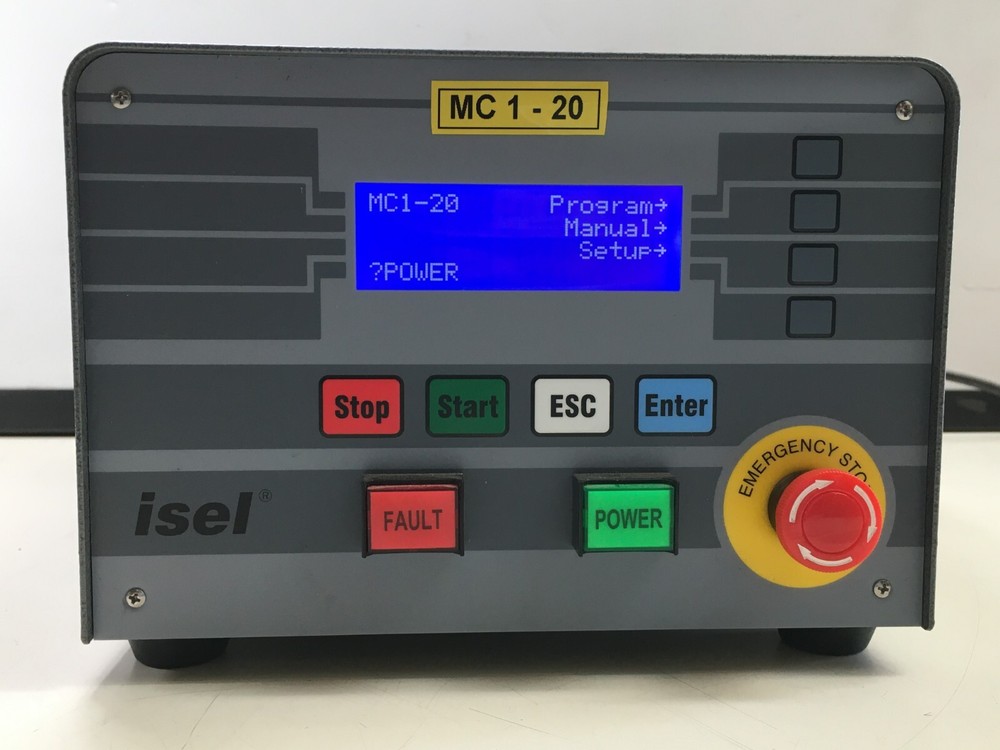 MC 1 - 20
MC1-20 Program→
Manual→
Setup→
?POWER
Stop Start ESC Enter
EMERGENCY STO
isel®
FAULT POWER